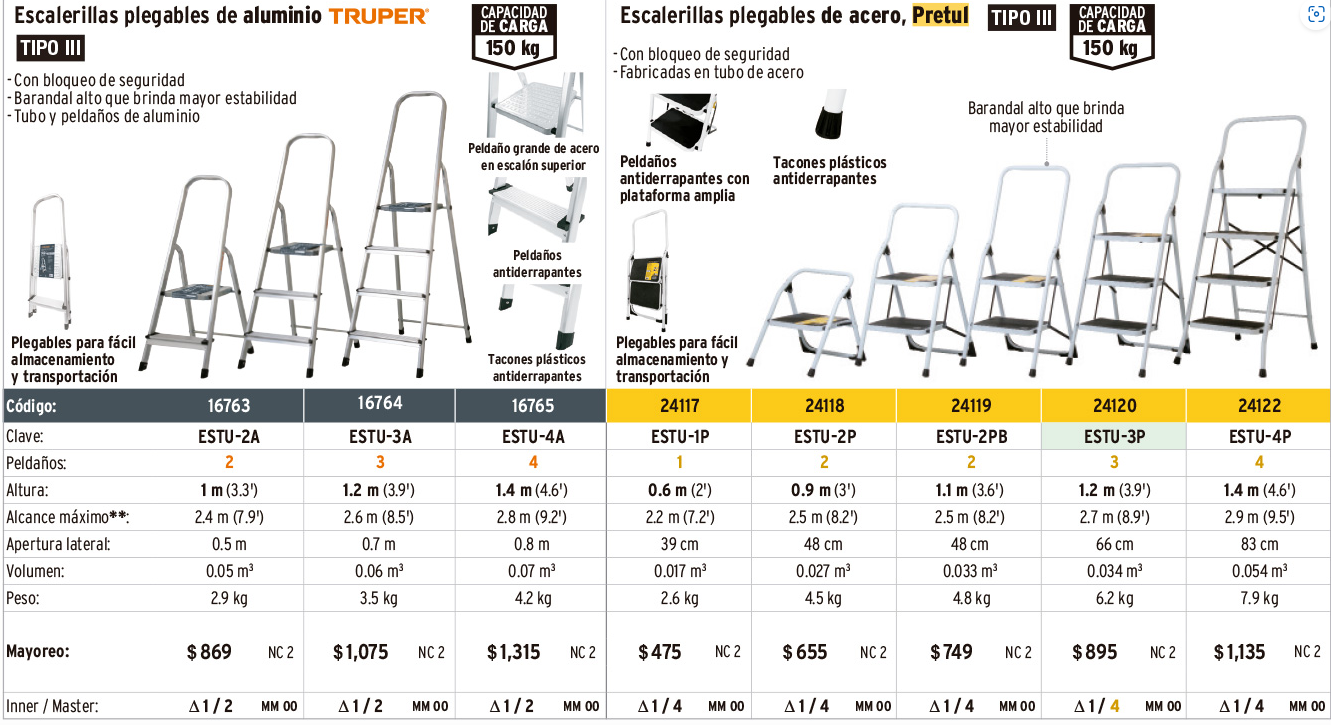 Escalerillas plegables de aluminio TRUPER®
TIPO III
CAPACIDAD
DE CARGA
150 kg
- Con bloqueo de seguridad
- Barandal alto que brinda mayor estabilidad
- Tubo y peldaños de aluminio
Peldaño grande de acero
en escalón superior
Peldaños
antiderrapantes
Tacones plásticos
antiderrapantes
Plegables para fácil
almacenamiento
y transportación
Escalerillas plegables de acero, Pretul TIPO III
CAPACIDAD
DE CARGA
150 kg
- Con bloqueo de seguridad
- Fabricadas en tubo de acero
Peldaños
antiderrapantes con
plataforma amplia
Tacones plásticos
antiderrapantes
Barandal alto que brinda
mayor estabilidad
Plegables para fácil
almacenamiento y
transportación
Código: 16763 16764 16765 24117 24118 24119 24120 24122
Clave: ESTU-2A ESTU-3A ESTU-4A ESTU-1P ESTU-2P ESTU-2PB ESTU-3P ESTU-4P
Peldaños: 2 3 4 1 2 2 3 4
Altura: 1 m (3.3') 1.2 m (3.9') 1.4 m (4.6') 0.6 m (2') 0.9 m (3') 1.1 m (3.6') 1.2 m (3.9') 1.4 m (4.6')
Alcance máximo**: 2.4 m (7.9') 2.6 m (8.5') 2.8 m (9.2') 2.2 m (7.2') 2.5 m (8.2') 2.5 m (8.2') 2.7 m (8.9') 2.9 m (9.5')
Apertura lateral: 0.5 m 0.7 m 0.8 m 39 cm 48 cm 48 cm 66 cm 83 cm
Volumen: 0.05 m³ 0.06 m³ 0.07 m³ 0.017 m³ 0.027 m³ 0.033 m³ 0.034 m³ 0.054 m³
Peso: 2.9 kg 3.5 kg 4.2 kg 2.6 kg 4.5 kg 4.8 kg 6.2 kg 7.9 kg
Mayoreo: $869 NC 2 $1,075 NC 2 $1,315 NC 2 $475 NC 2 $655 NC 2 $749 NC 2 $895 NC 2 $1,135 NC 2
Inner / Master: Δ 1 / 2 MM 00 Δ 1 / 2 MM 00 Δ 1 / 2 MM 00 Δ 1 / 4 MM 00 Δ 1 / 4 MM 00 Δ 1 / 4 MM 00 Δ 1 / 4 MM 00 Δ 1 / 4 MM 00